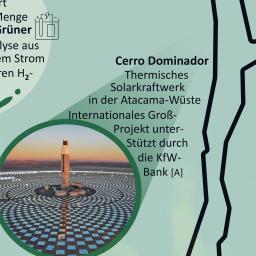 rt
Menge
Grüner
lyse aus
em Strom
ren H2-
Cerro Dominador
Thermisches
Solarkraftwerk
in der Atacama-Wüste
Internationales Groß-
Projekt unter-
Stützt durch
die KfW-
Bank [A]